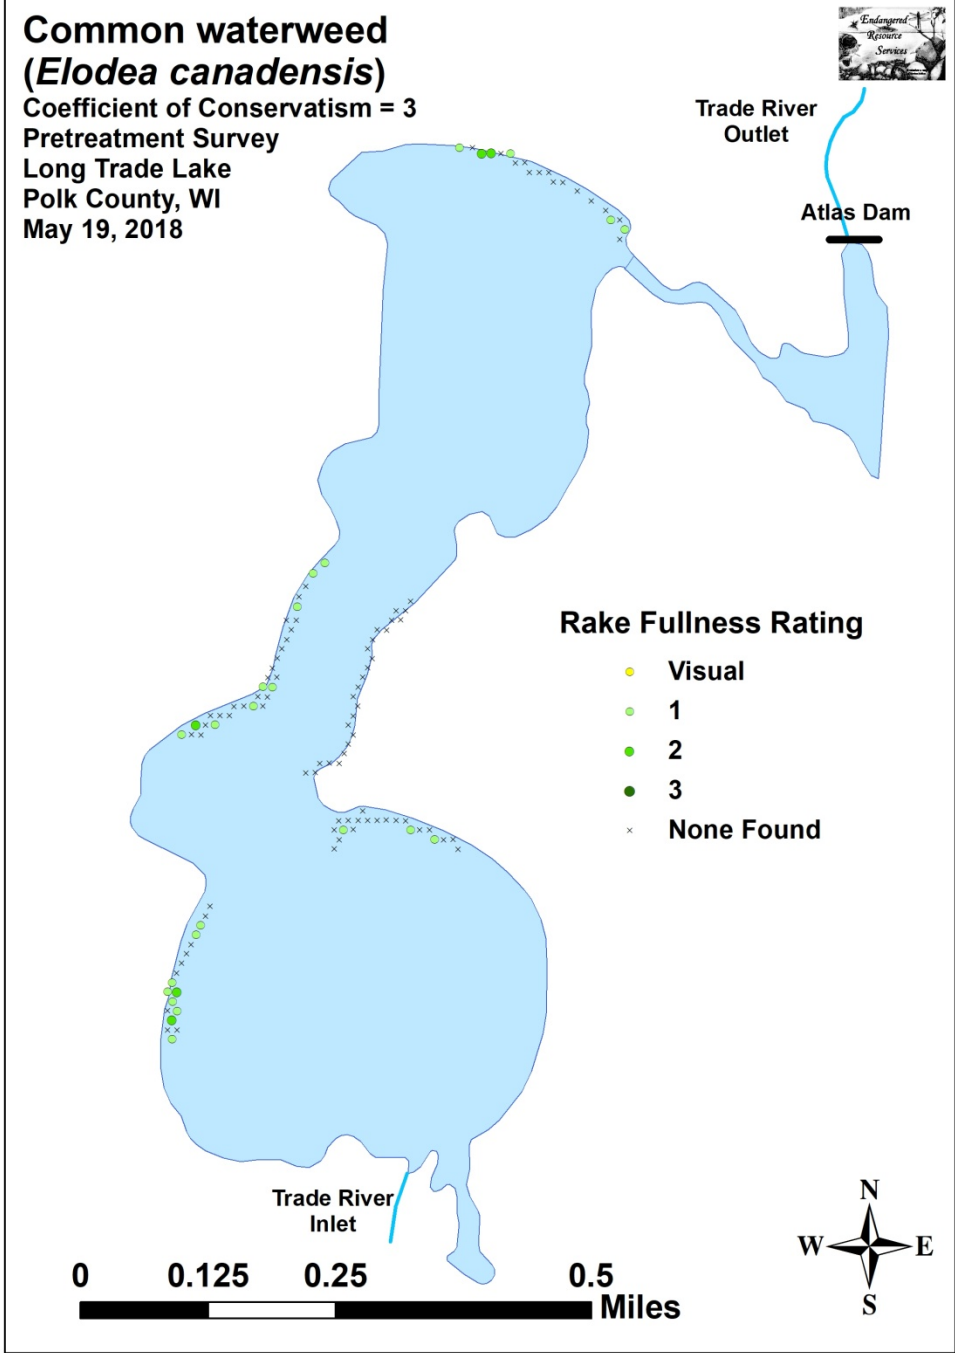 Common waterweed
(Elodea canadensis)
Coefficient of Conservatism = 3
Pretreatment Survey
Long Trade Lake
Polk County, WI
May 19, 2018
Endangered
Resource
Services
Trade River
Outlet
Atlas Dam
Rake Fullness Rating
Visual
1
2
3
None Found
Trade River
Inlet
N
W E
S
0 0.125 0.25 0.5
Miles